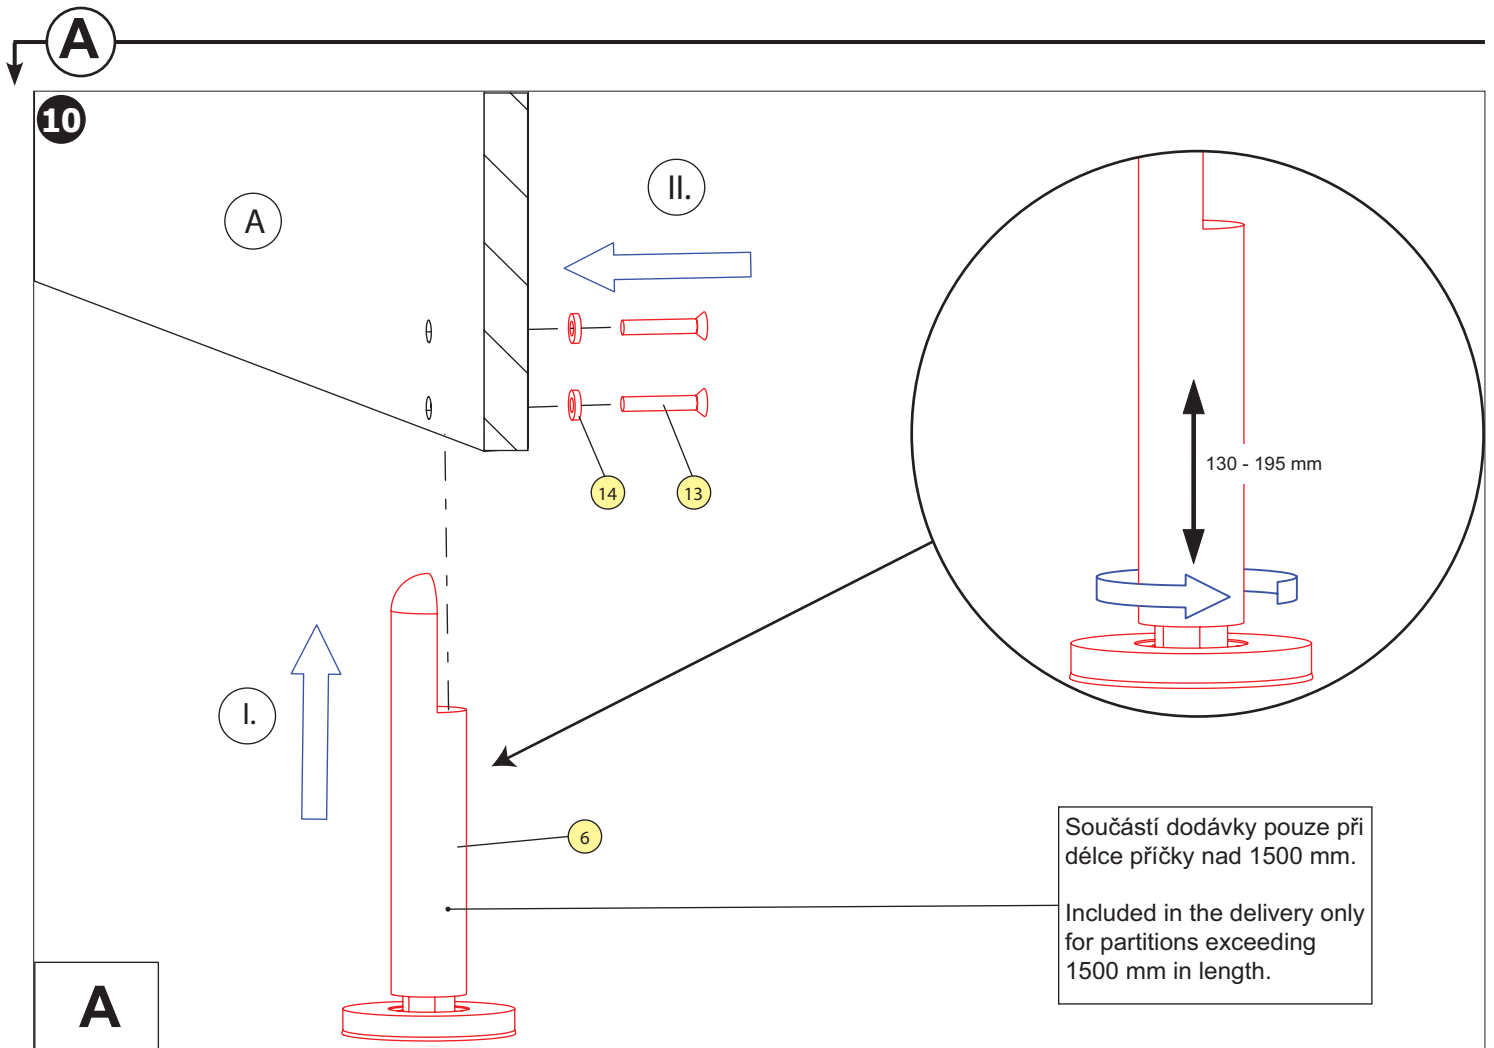 A
10
A
II.
14
13
130 - 195 mm
I.
6
Součástí dodávky pouze při
délce příčky nad 1500 mm.
Included in the delivery only
for partitions exceeding
1500 mm in length.
A